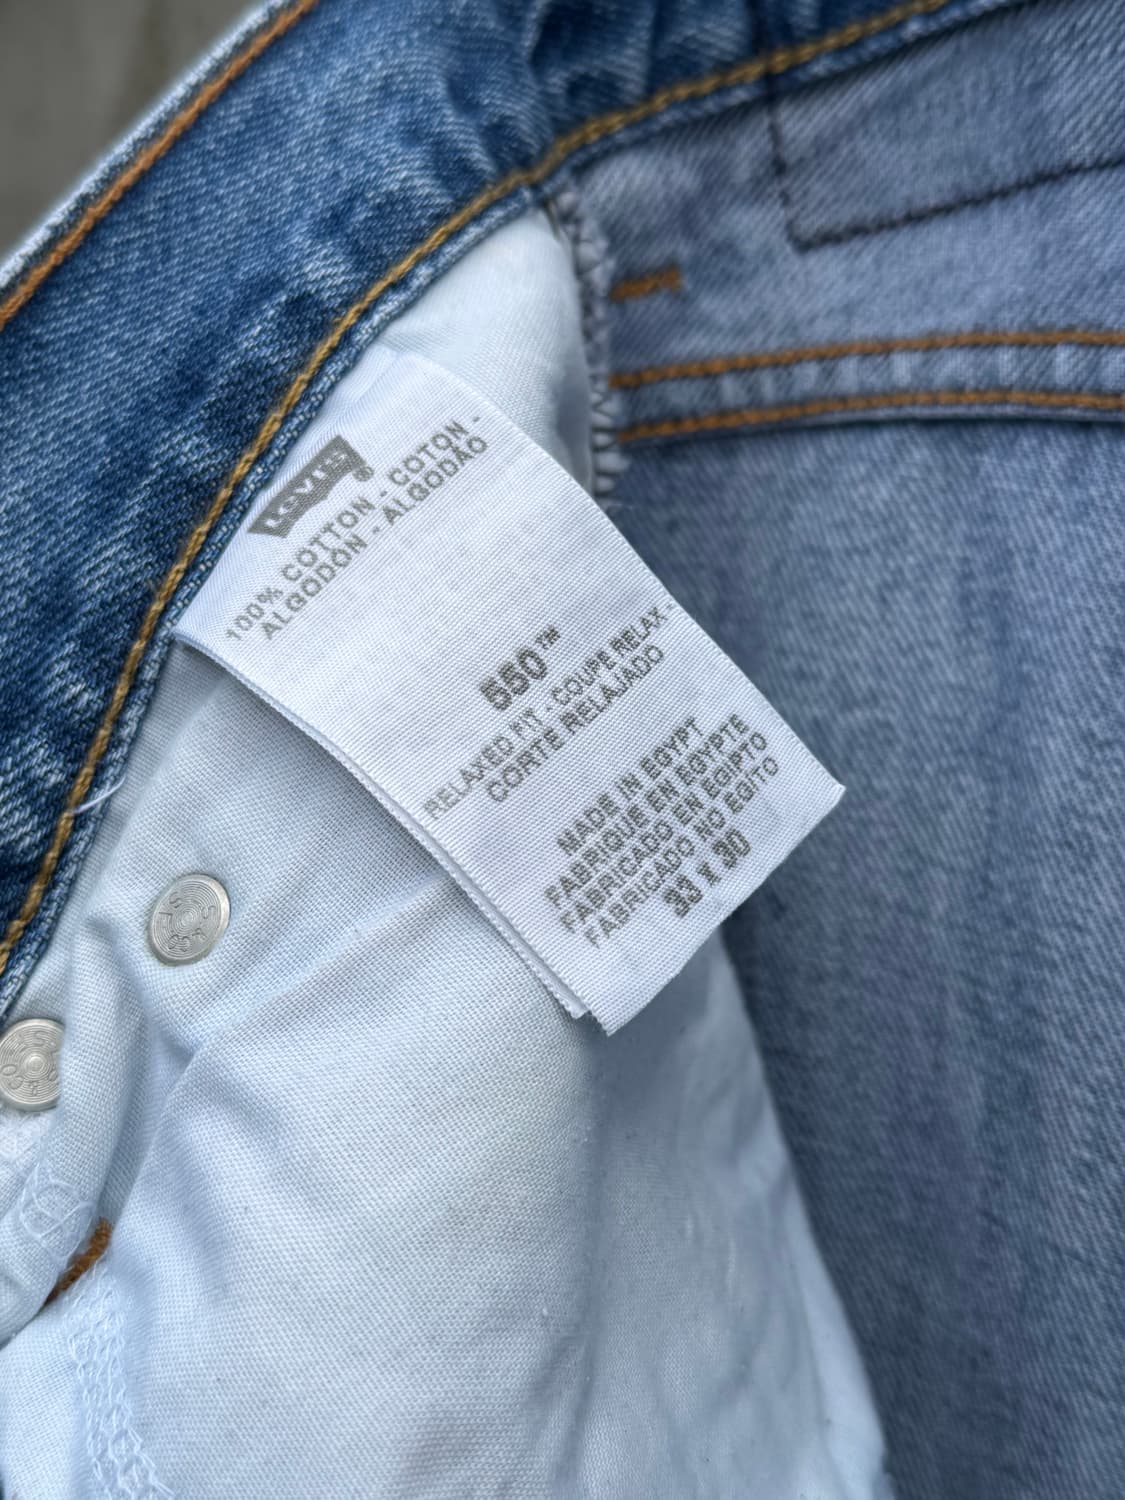 LEVI'S®
100% COTTON - COTON -
ALGODÓN - ALGODÃO
550™
RELAXED FIT - COUPE RELAX -
CORTE RELAJADO
MADE IN EGYPT
FABRIQUÉ EN EGYPTE
FABRICADO EN EGIPTO
FABRICADO NO EGITO
33 x 30